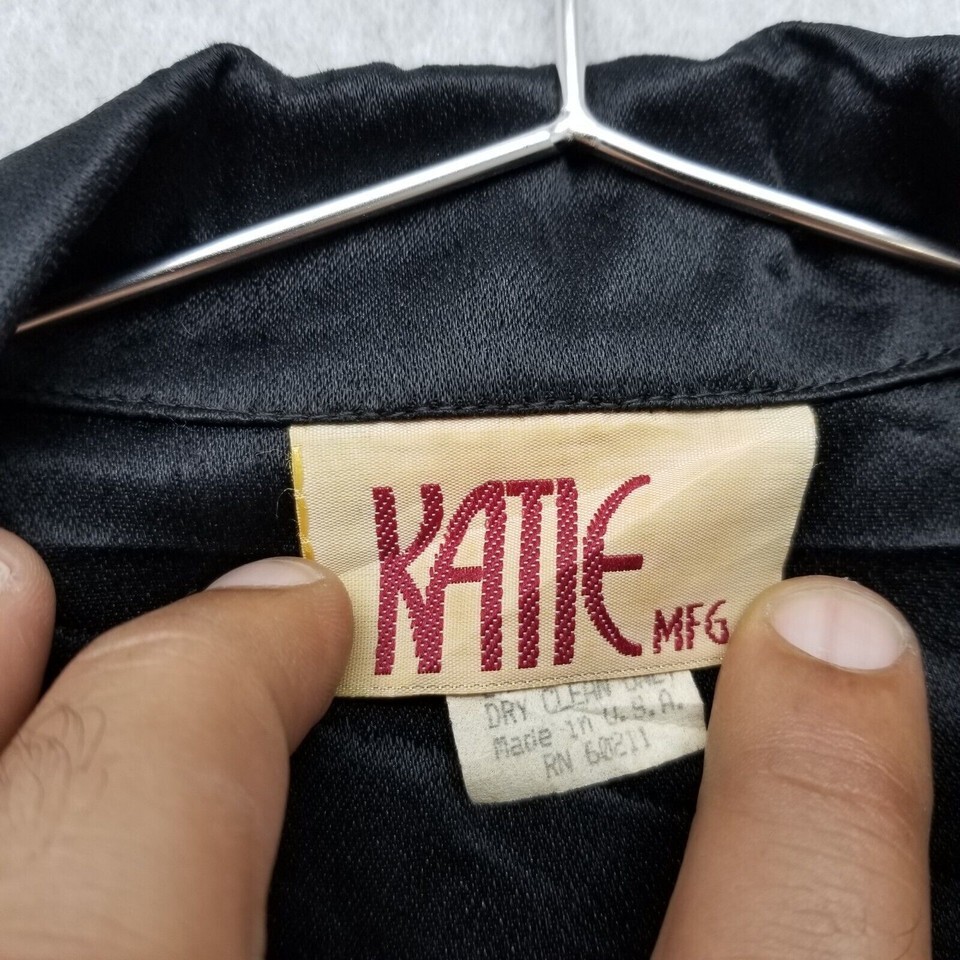 KATIE
MFG
DRY CLEAN ONLY
Made in U.S.A.
RN 60211